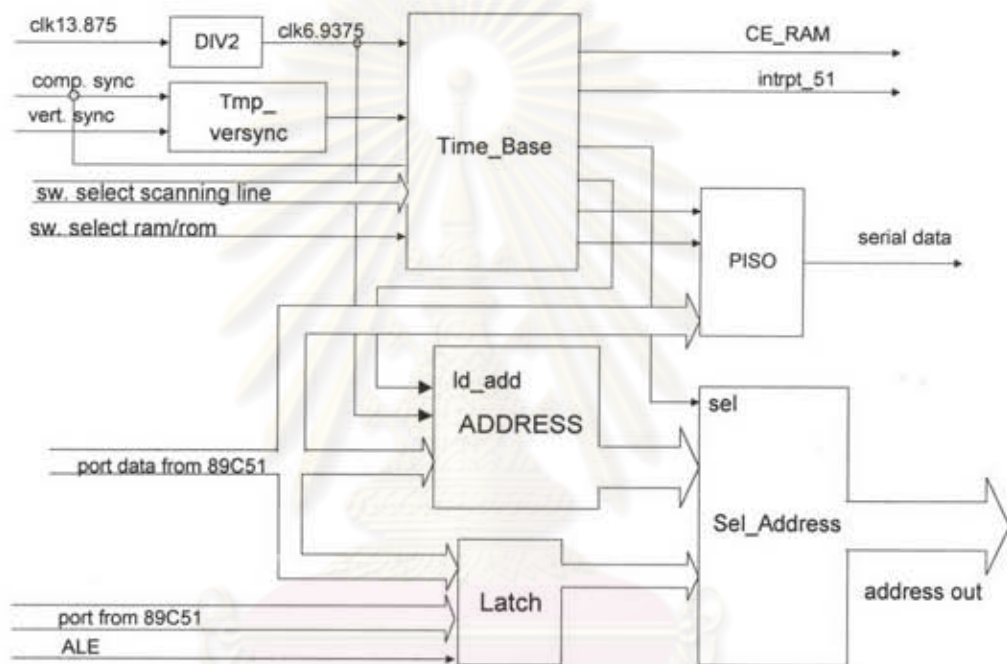 clk13.875
DIV2
clk6.9375
CE_RAM
intrpt_51
comp. sync
vert. sync
Tmp_
versync
Time_Base
sw. select scanning line
sw. select ram/rom
PISO
serial data
ld_add
ADDRESS
sel
port data from 89C51
Sel_Address
address out
Latch
port from 89C51
ALE